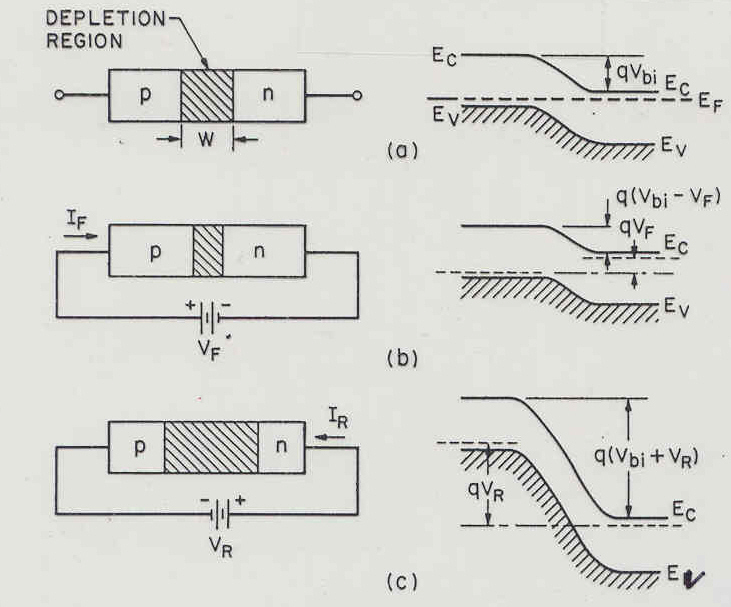 DEPLETION
REGION
p
n
W
E_C
qV_bi
E_C
E_F
E_V
E_V
(a)
I_F
p
n
+
-
V_F
q(V_bi - V_F)
qV_F
E_C
E_V
(b)
p
n
I_R
-
+
V_R
q(V_bi + V_R)
qV_R
E_C
E_V
(c)